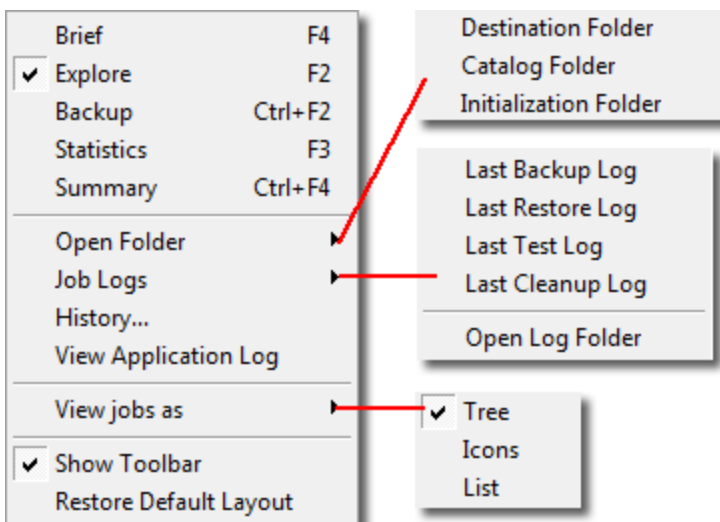 Brief F4
Explore F2
Backup Ctrl+F2
Statistics F3
Summary Ctrl+F4
Open Folder
Job Logs
History...
View Application Log
View jobs as
Show Toolbar
Restore Default Layout
Destination Folder
Catalog Folder
Initialization Folder
Last Backup Log
Last Restore Log
Last Test Log
Last Cleanup Log
Open Log Folder
Tree
Icons
List